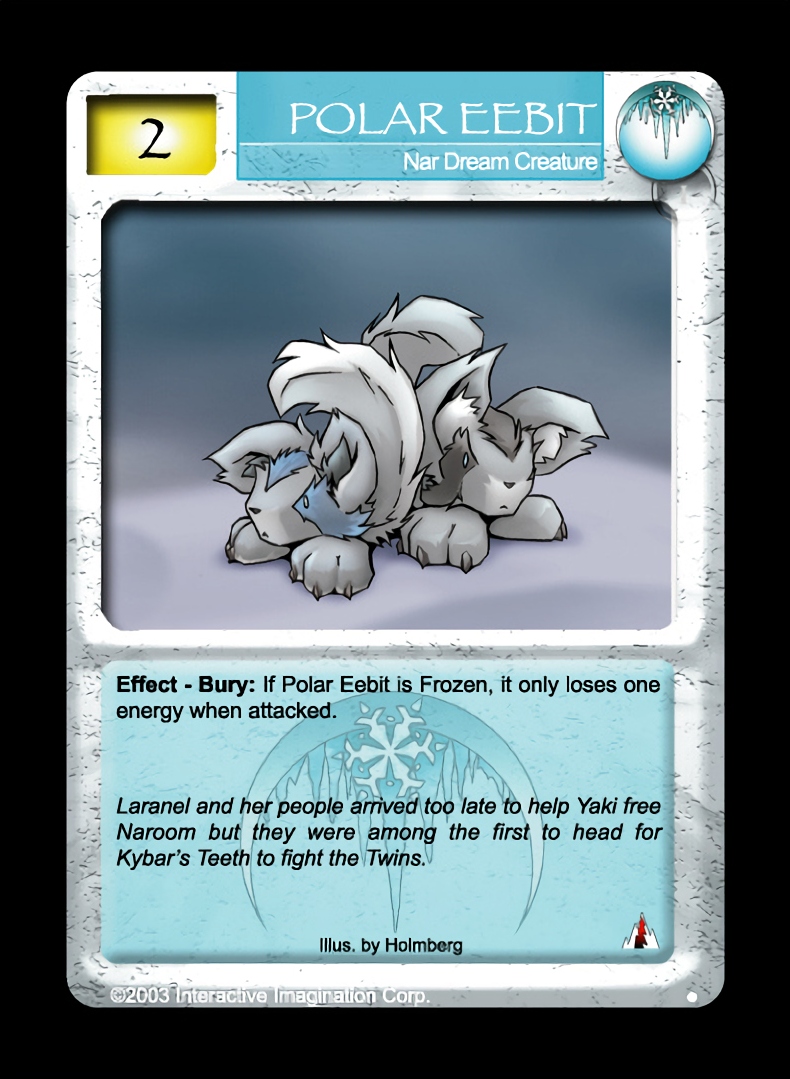 2
POLAR EEBIT
Nar Dream Creature
Effect - Bury: If Polar Eebit is Frozen, it only loses one
energy when attacked.
Laranel and her people arrived too late to help Yaki free
Naroom but they were among the first to head for
Kybar's Teeth to fight the Twins.
Illus. by Holmberg
©2003 Interactive Imagination Corp.